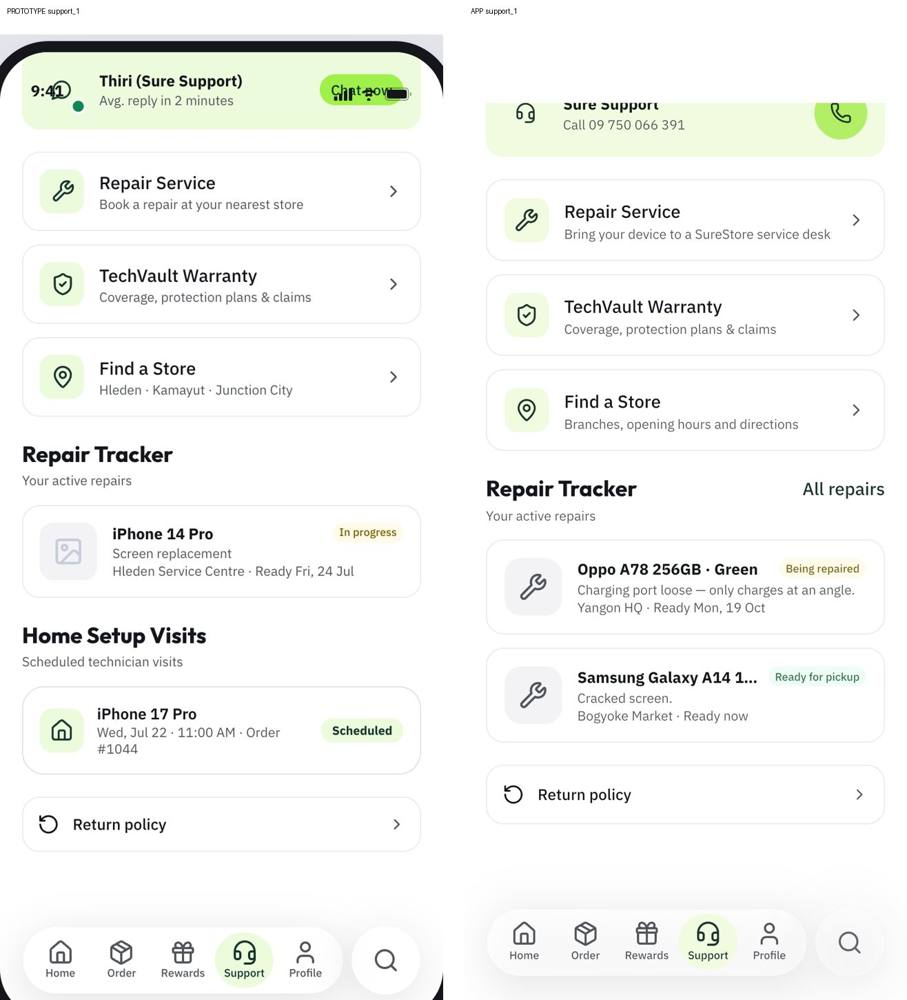 PROTOTYPE support_1
9:41
Thiri (Sure Support)
Avg. reply in 2 minutes
Chat now
Repair Service
Book a repair at your nearest store
TechVault Warranty
Coverage, protection plans & claims
Find a Store
Hleden · Kamayut · Junction City
Repair Tracker
Your active repairs
iPhone 14 Pro
In progress
Screen replacement
Hleden Service Centre · Ready Fri, 24 Jul
Home Setup Visits
Scheduled technician visits
iPhone 17 Pro
Wed, Jul 22 · 11:00 AM · Order
#1044
Scheduled
Return policy
Home
Order
Rewards
Support
Profile
APP support_1
Sure Support
Call 09 750 066 391
Repair Service
Bring your device to a SureStore service desk
TechVault Warranty
Coverage, protection plans & claims
Find a Store
Branches, opening hours and directions
Repair Tracker
All repairs
Your active repairs
Oppo A78 256GB · Green
Being repaired
Charging port loose — only charges at an angle.
Yangon HQ · Ready Mon, 19 Oct
Samsung Galaxy A14 1...
Ready for pickup
Cracked screen.
Bogyoke Market · Ready now
Return policy
Home
Order
Rewards
Support
Profile